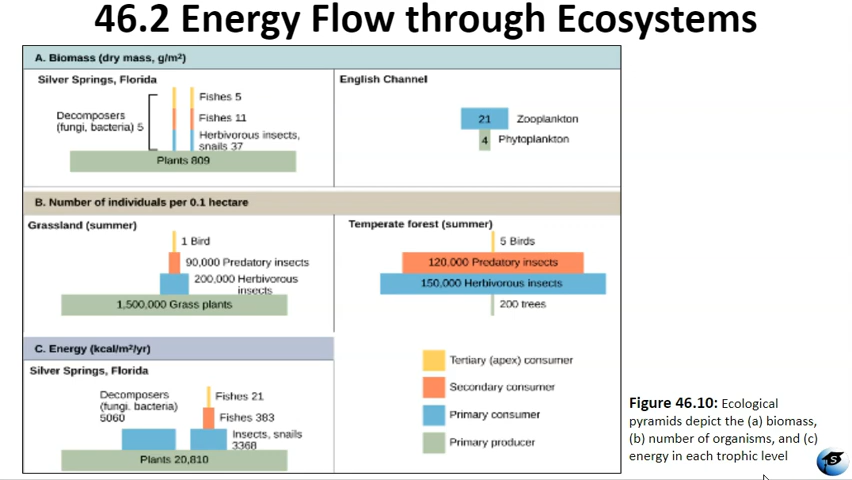 46.2 Energy Flow through Ecosystems
A. Biomass (dry mass, g/m²)
Silver Springs, Florida
Fishes 5
Decomposers
(fungi, bacteria) 5
Fishes 11
Herbivorous insects,
snails 37
Plants 809
English Channel
21 Zooplankton
4 Phytoplankton
B. Number of individuals per 0.1 hectare
Grassland (summer)
1 Bird
90,000 Predatory insects
200,000 Herbivorous
insects
1,500,000 Grass plants
Temperate forest (summer)
5 Birds
120,000 Predatory insects
150,000 Herbivorous insects
200 trees
C. Energy (kcal/m²/yr)
Silver Springs, Florida
Decomposers
(fungi. bacteria)
5060
Fishes 21
Fishes 383
Insects, snails
3368
Plants 20,810
Tertiary (apex) consumer
Secondary consumer
Primary consumer
Primary producer
Figure 46.10: Ecological
pyramids depict the (a) biomass,
(b) number of organisms, and (c)
energy in each trophic level
S